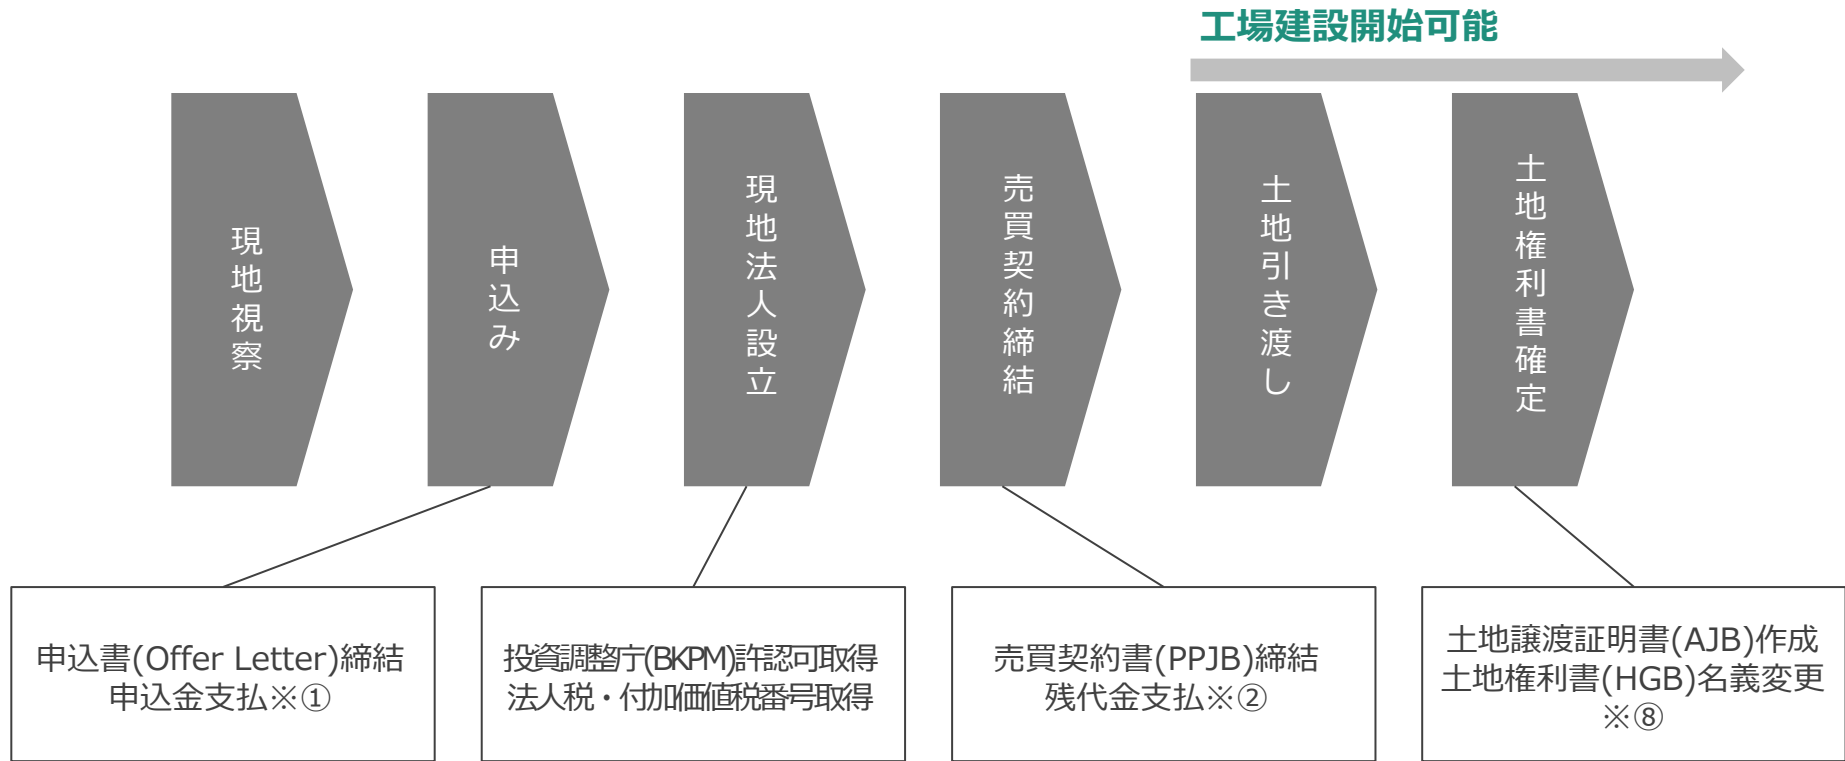 工場建設開始可能
現地視察
申込み
現地法人設立
売買契約締結
土地引き渡し
土地権利書確定
申込書(Offer Letter)締結
申込金支払※①
投資調整庁(BKPM)許認可取得
法人税・付加価値税番号取得
売買契約書(PPJB)締結
残代金支払※②
土地譲渡証明書(AJB)作成
土地権利書(HGB)名義変更
※⑧